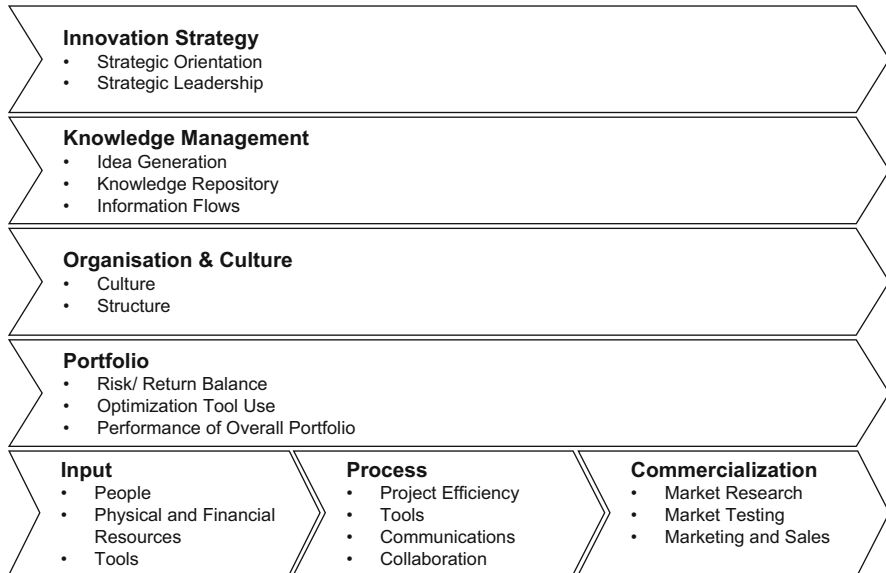 Innovation Strategy
• Strategic Orientation
• Strategic Leadership
Knowledge Management
• Idea Generation
• Knowledge Repository
• Information Flows
Organisation & Culture
• Culture
• Structure
Portfolio
• Risk/ Return Balance
• Optimization Tool Use
• Performance of Overall Portfolio
Input
• People
• Physical and Financial
Resources
• Tools
Process
• Project Efficiency
• Tools
• Communications
• Collaboration
Commercialization
• Market Research
• Market Testing
• Marketing and Sales